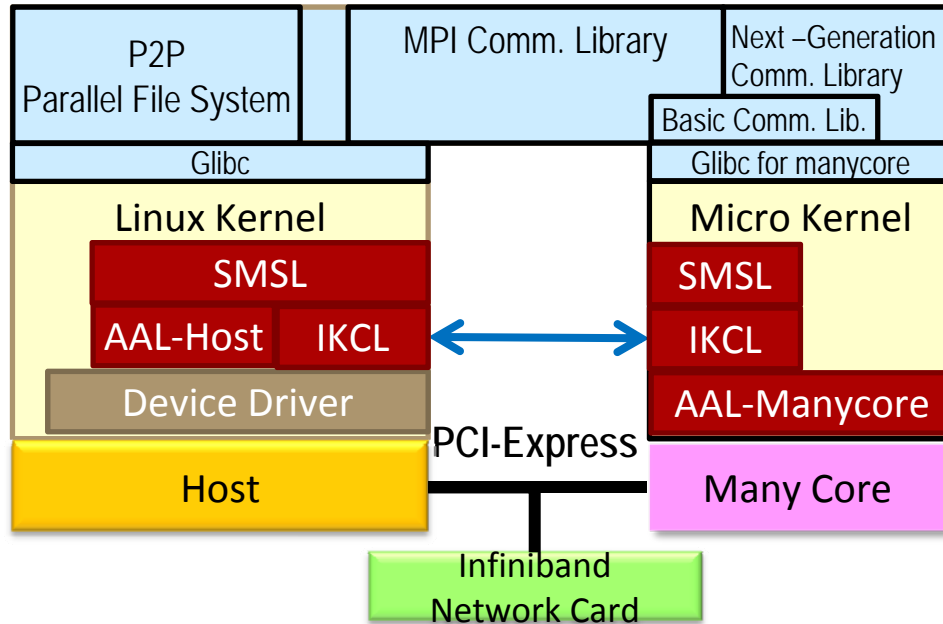 P2P
Parallel File System
MPI Comm. Library
Next –Generation
Comm. Library
Basic Comm. Lib.
Glibc
Glibc for manycore
Linux Kernel
Micro Kernel
SMSL
SMSL
AAL-Host
IKCL
IKCL
Device Driver
AAL-Manycore
PCI-Express
Host
Many Core
Infiniband
Network Card